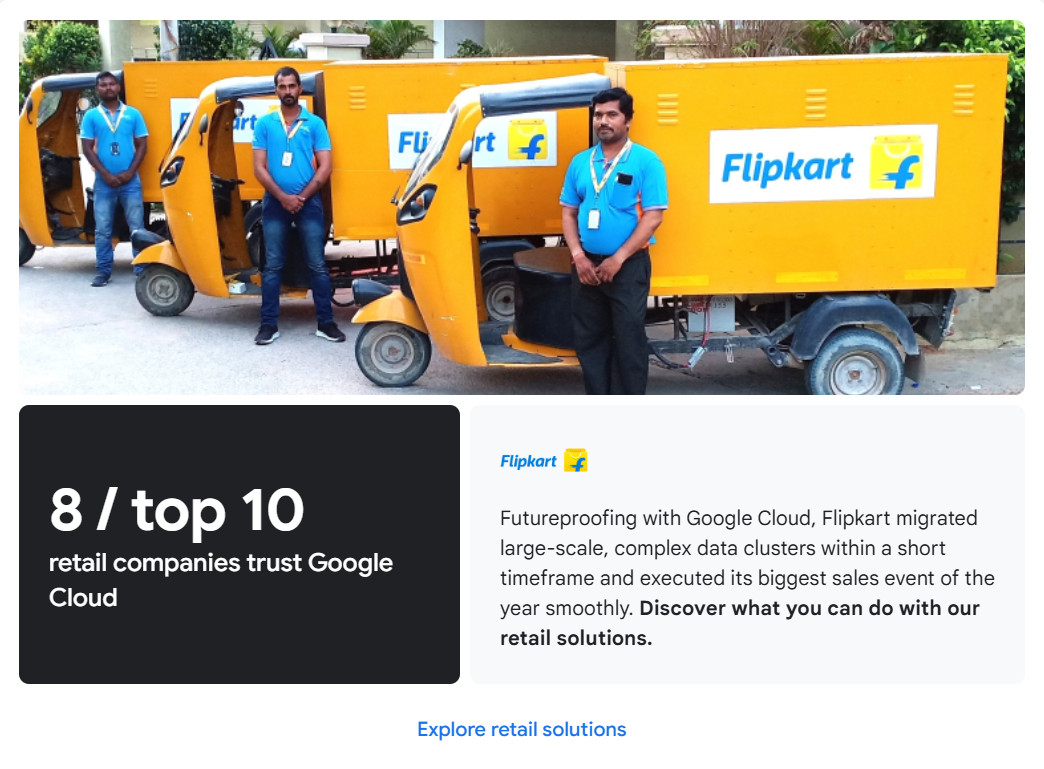 Flipkart
Flipkart
8 / top 10
retail companies trust Google
Cloud
Flipkart
Futureproofing with Google Cloud, Flipkart migrated
large-scale, complex data clusters within a short
timeframe and executed its biggest sales event of the
year smoothly. Discover what you can do with our
retail solutions.
Explore retail solutions